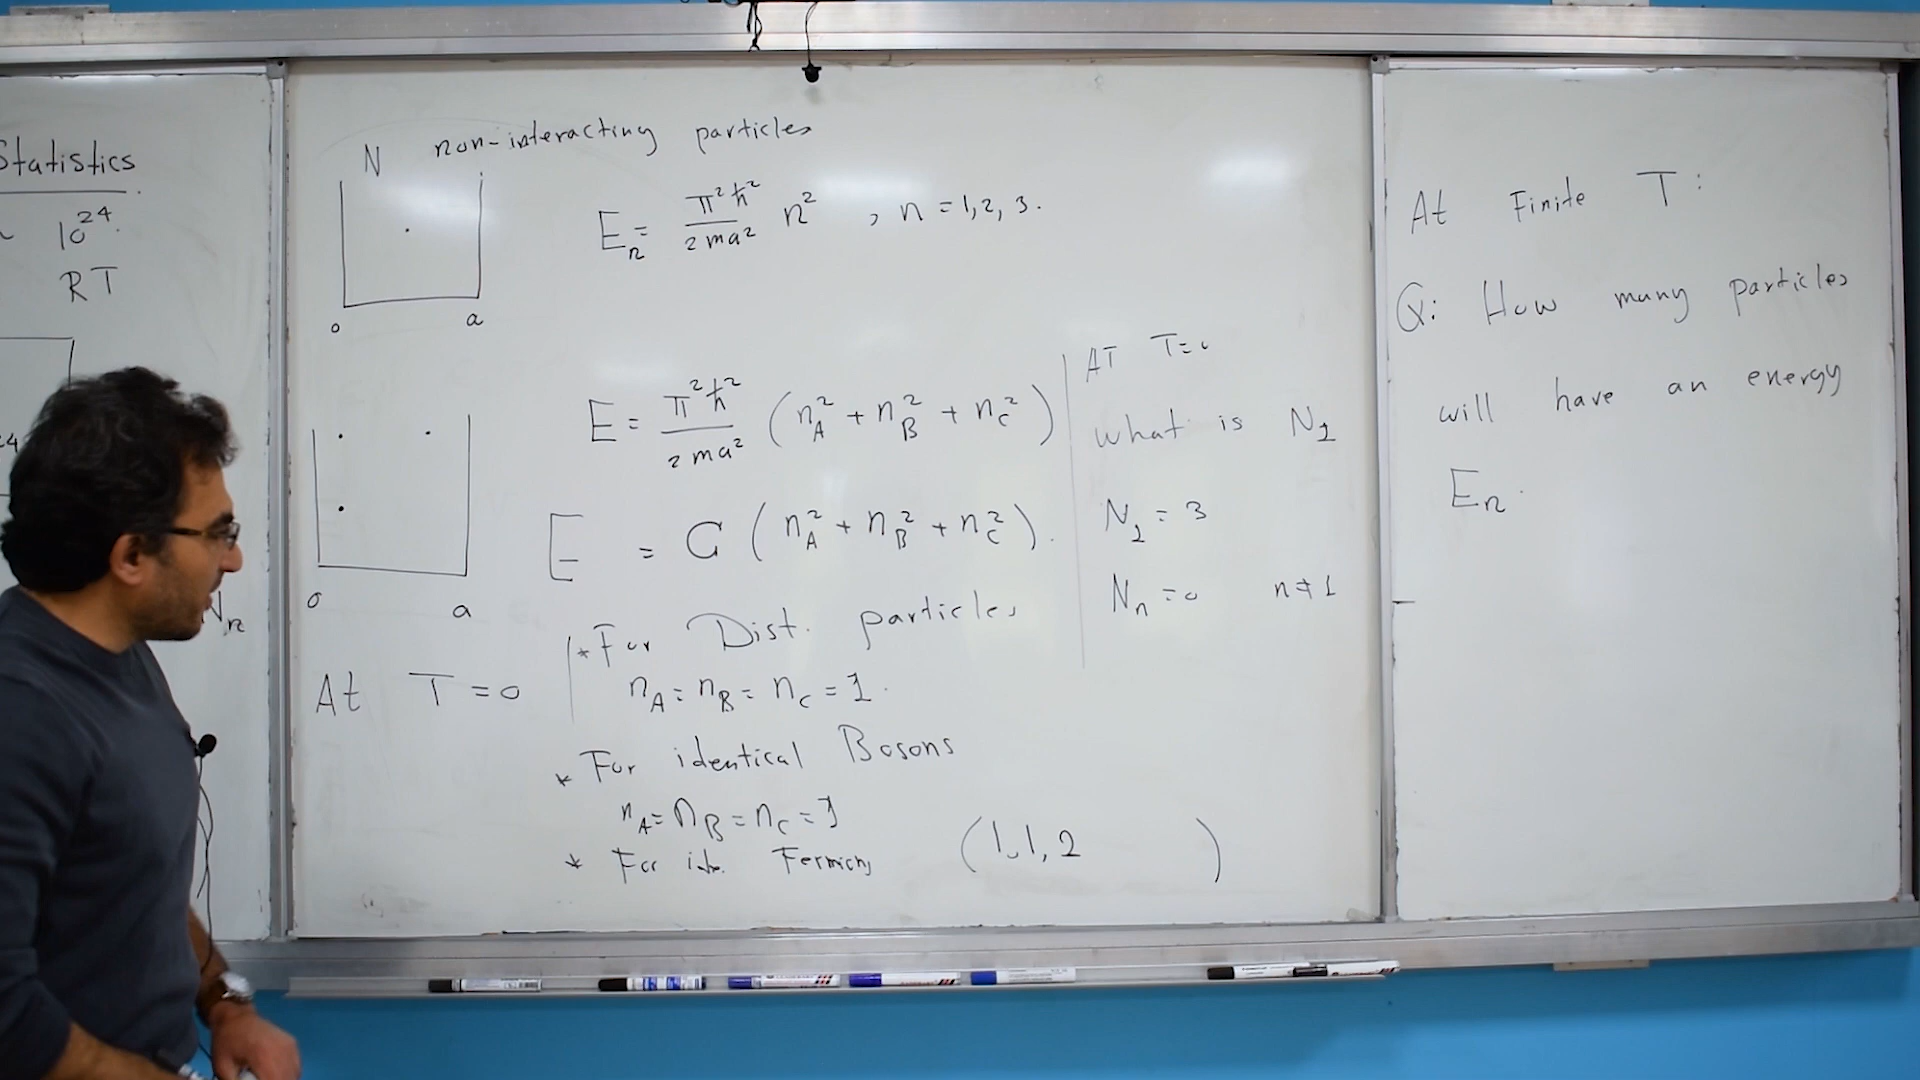 Statistics
10²⁴.
RT
24
Nₙ
N non-interacting particles
0 a
Eₙ = π²ħ²/2ma² n² , n = 1,2,3.
E = π²ħ²/2ma² (n_A² + n_B² + n_C²)
E = C (n_A² + n_B² + n_C²).
0 a
At T = 0
* For Dist. particles
n_A = n_B = n_C = 1.
* For identical Bosons
n_A = n_B = n_C = 1
* For ide. Fermions (1,1,2 )
AT T=0
what is N₁
N₁ = 3
Nₙ = 0 n ≠ 1
At Finite T:
Q: How many particles
will have an energy
Eₙ.